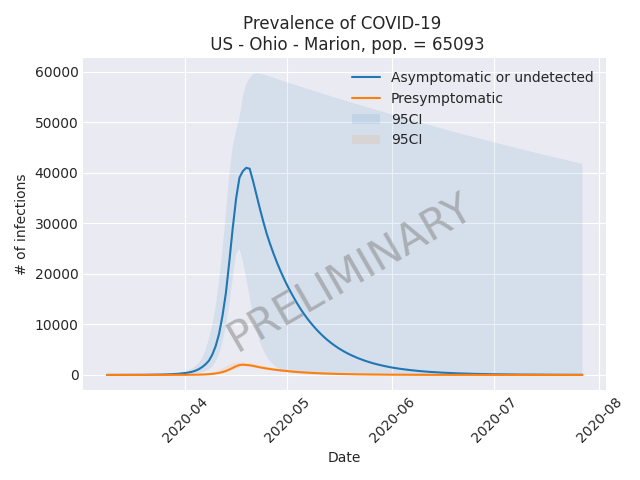 Prevalence of COVID-19
US - Ohio - Marion, pop. = 65093
60000
50000
40000
30000
20000
10000
0
# of infections
Asymptomatic or undetected
Presymptomatic
95CI
95CI
PRELIMINARY
2020-04
2020-05
2020-06
2020-07
2020-08
Date